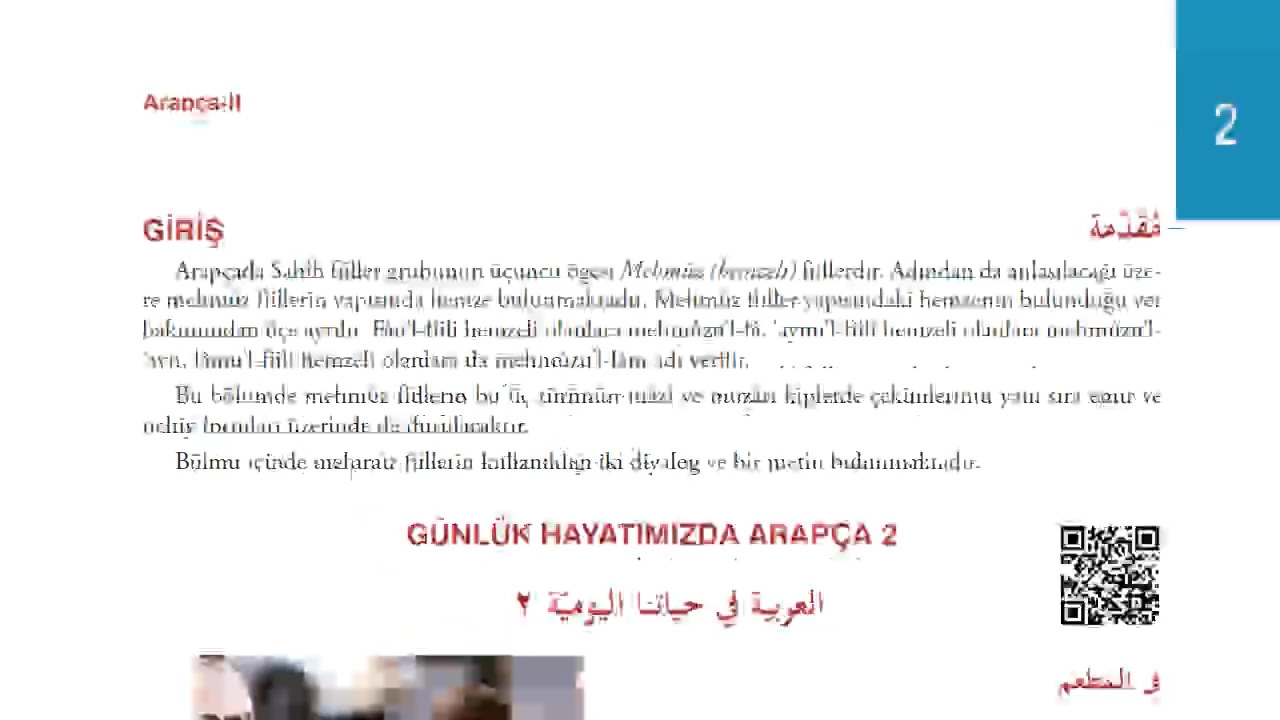 Arapça-II
2
GİRİŞ
مُقَدِّمة
Arapçada Sahih fiiller grubunun üçüncü ögesi Mehmûz (hemzeli) fiillerdir. Adından da anlaşılacağı üze-
re mehmûz fiillerin yapısında hemze bulunmaktadır. Mehmûz fiiller yapısındaki hemzenin bulunduğu yer
bakımından üçe ayrılır. Fâu'l-fiili hemzeli olanlara mehmûzu'l-fâ, 'aynu'l-fiili hemzeli olanlara mehmûzu'l-
'ayn, lâmu'l-fiili hemzeli olanlara da mehmûzu'l-lâm adı verilir.
Bu bölümde mehmûz fiillerin bu üç türünün mâzî ve muzâri kiplerde çekimlerinin yanı sıra emir ve
nehiy formları üzerinde de durulacaktır.
Bölüm içinde mehmûz fiillerin kullanıldığı iki diyalog ve bir metin bulunmaktadır.
GÜNLÜK HAYATIMIZDA ARAPÇA 2
العربية في حياتنا اليوميّة ٢
في المطعم